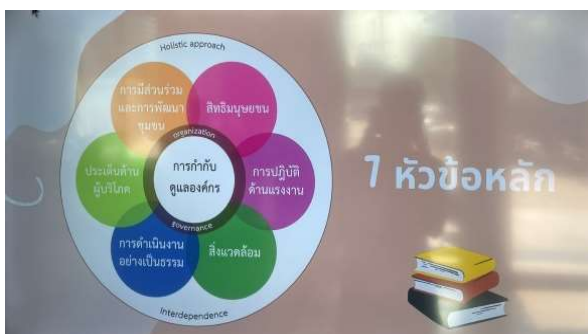 Holistic approach
การมีส่วนร่วม
และการพัฒนา
ชุมชน
สิทธิมนุษยชน
organization
ประเด็นด้าน
ผู้บริโภค
การกำกับ
ดูแลองค์กร
การปฏิบัติ
ด้านแรงงาน
governance
การดำเนินงาน
อย่างเป็นธรรม
สิ่งแวดล้อม
Interdependence
7 หัวข้อหลัก